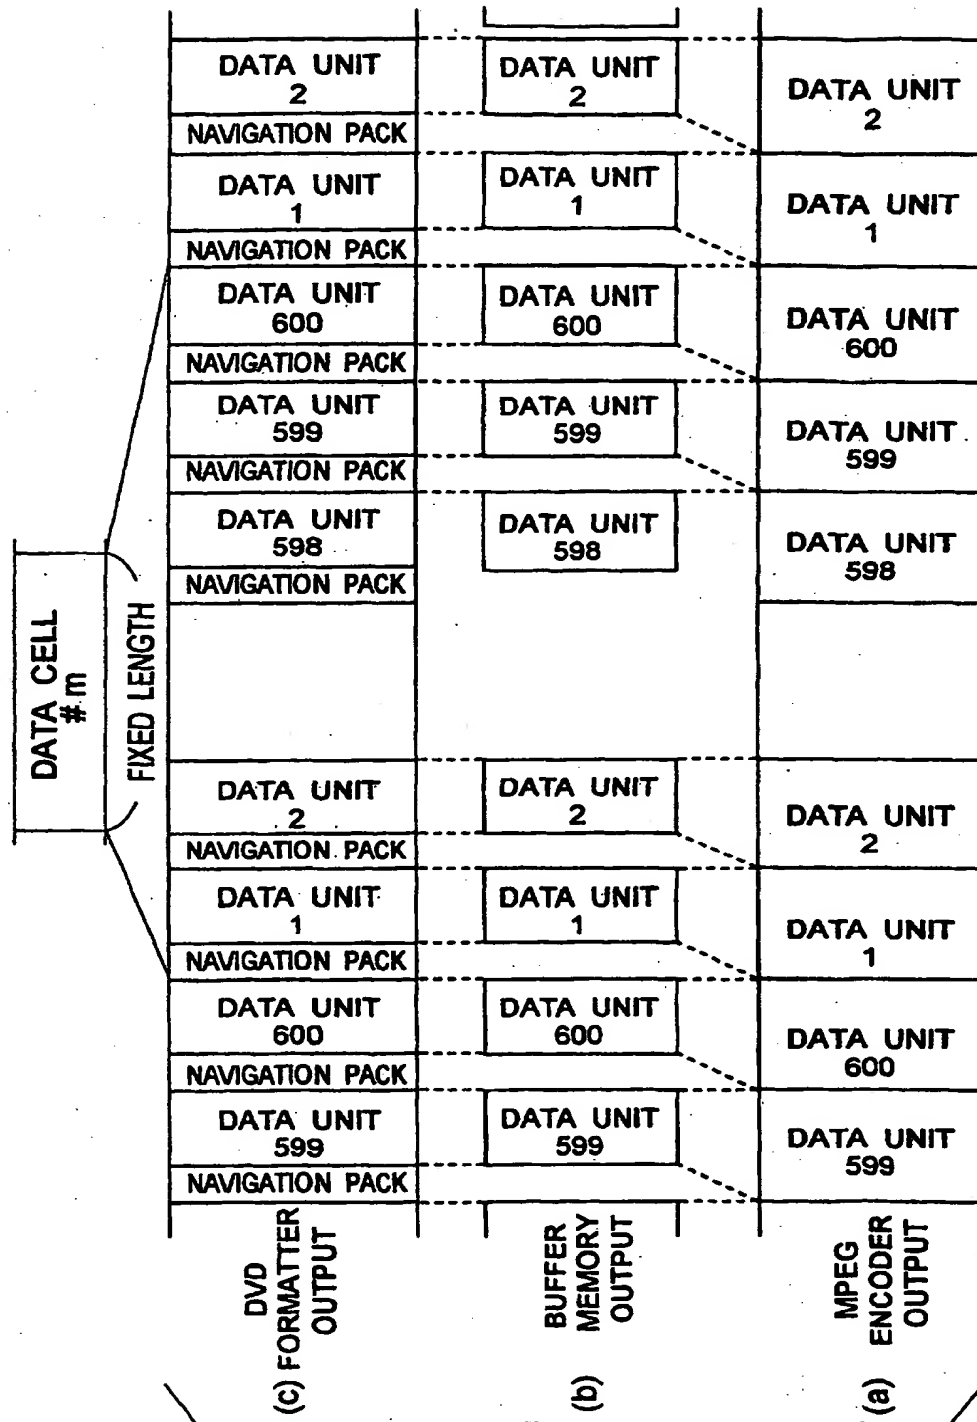 DATA CELL
# m
FIXED LENGTH
DATA UNIT
2
NAVIGATION PACK
DATA UNIT
1
NAVIGATION PACK
DATA UNIT
600
NAVIGATION PACK
DATA UNIT
599
NAVIGATION PACK
DATA UNIT
598
NAVIGATION PACK
DATA UNIT
2
NAVIGATION PACK
DATA UNIT
1
NAVIGATION PACK
DATA UNIT
600
NAVIGATION PACK
DATA UNIT
599
NAVIGATION PACK
(c) DVD
FORMATTER
OUTPUT
DATA UNIT
2
DATA UNIT
1
DATA UNIT
600
DATA UNIT
599
DATA UNIT
598
DATA UNIT
2
DATA UNIT
1
DATA UNIT
600
DATA UNIT
599
(b) BUFFER
MEMORY
OUTPUT
DATA UNIT
2
DATA UNIT
1
DATA UNIT
600
DATA UNIT
599
DATA UNIT
598
DATA UNIT
2
DATA UNIT
1
DATA UNIT
600
DATA UNIT
599
(a) MPEG
ENCODER
OUTPUT